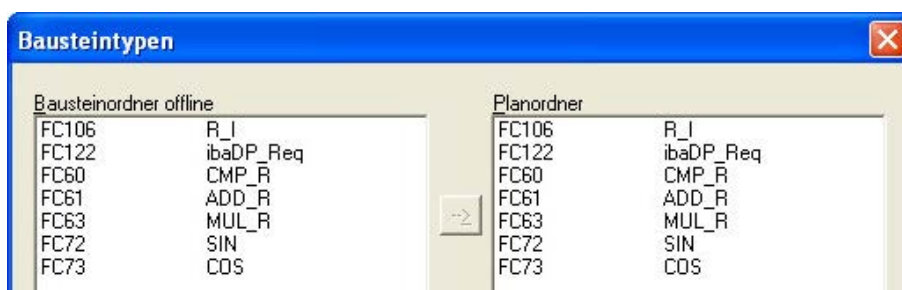 Bausteintypen
Bausteinordner offline
FC106 R_I
FC122 ibaDP_Req
FC60 CMP_R
FC61 ADD_R
FC63 MUL_R
FC72 SIN
FC73 COS
-->
Planordner
FC106 R_I
FC122 ibaDP_Req
FC60 CMP_R
FC61 ADD_R
FC63 MUL_R
FC72 SIN
FC73 COS